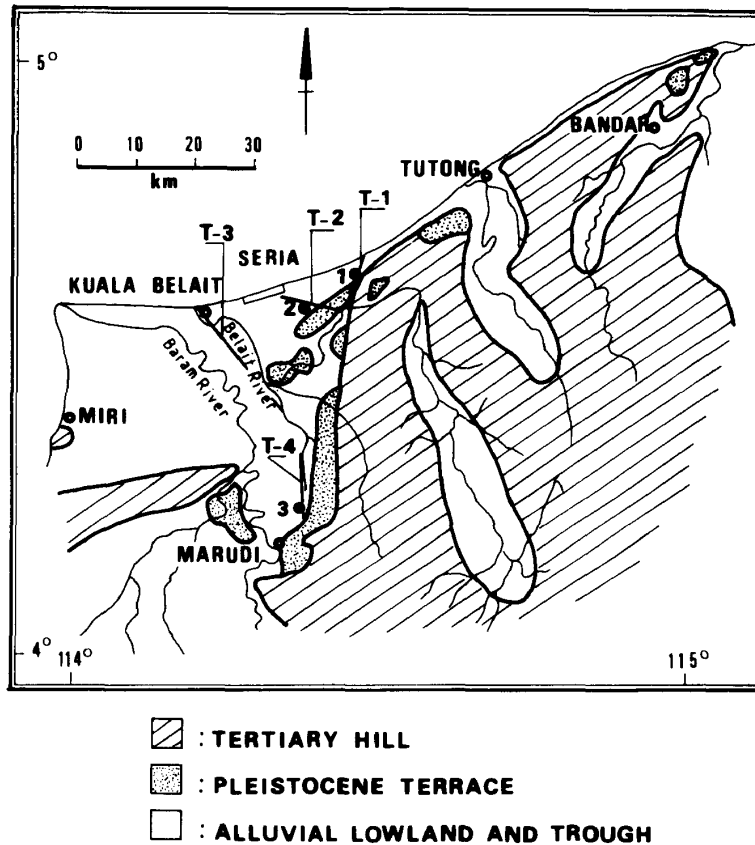 5°
0 10 20 30
km
BANDAR
TUTONG
T-1
T-2
T-3
SERIA
1
KUALA BELAIT
2
Belait River
Baram River
MIRI
T-4
3
MARUDI
4°
114°
115°
: TERTIARY HILL
: PLEISTOCENE TERRACE
: ALLUVIAL LOWLAND AND TROUGH